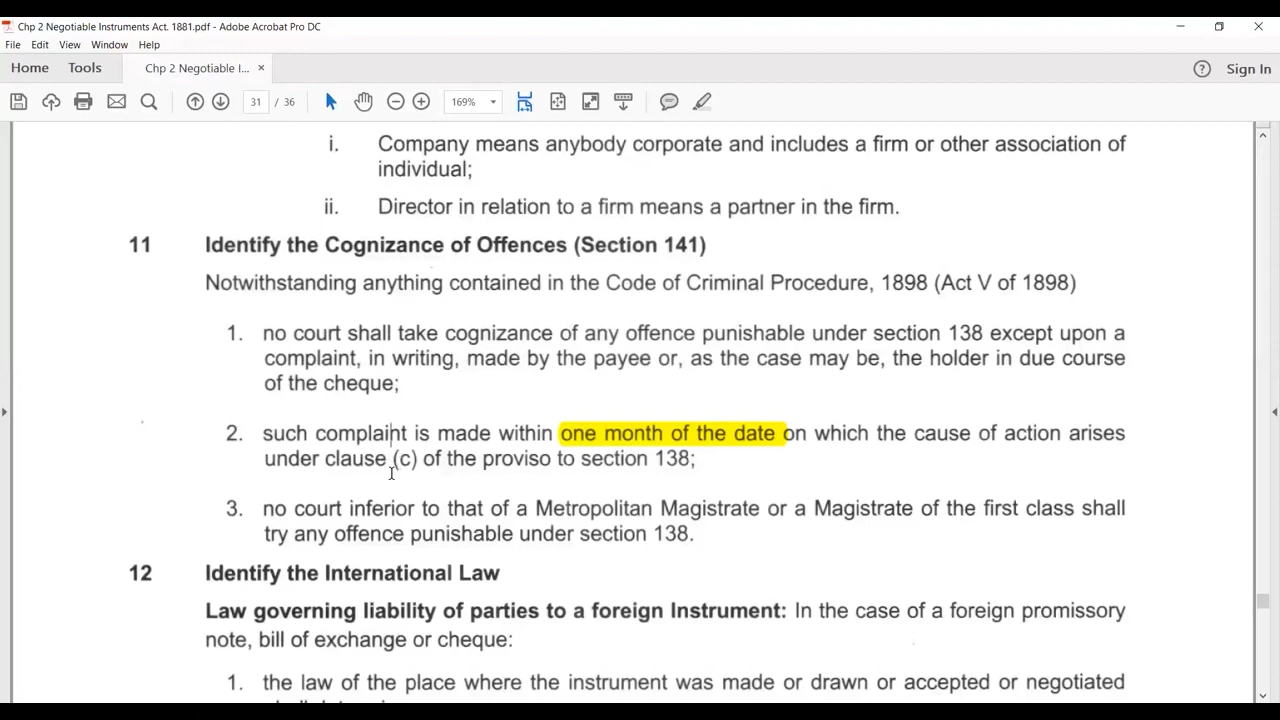 Chp 2 Negotiable Instruments Act. 1881.pdf - Adobe Acrobat Pro DC
File Edit View Window Help
Home Tools Chp 2 Negotiable I... × Sign In
31 / 36 169%
i. Company means anybody corporate and includes a firm or other association of
individual;
ii. Director in relation to a firm means a partner in the firm.
11 Identify the Cognizance of Offences (Section 141)
Notwithstanding anything contained in the Code of Criminal Procedure, 1898 (Act V of 1898)
1. no court shall take cognizance of any offence punishable under section 138 except upon a
complaint, in writing, made by the payee or, as the case may be, the holder in due course
of the cheque;
2. such complaint is made within one month of the date on which the cause of action arises
under clause (c) of the proviso to section 138;
3. no court inferior to that of a Metropolitan Magistrate or a Magistrate of the first class shall
try any offence punishable under section 138.
12 Identify the International Law
Law governing liability of parties to a foreign Instrument: In the case of a foreign promissory
note, bill of exchange or cheque:
1. the law of the place where the instrument was made or drawn or accepted or negotiated